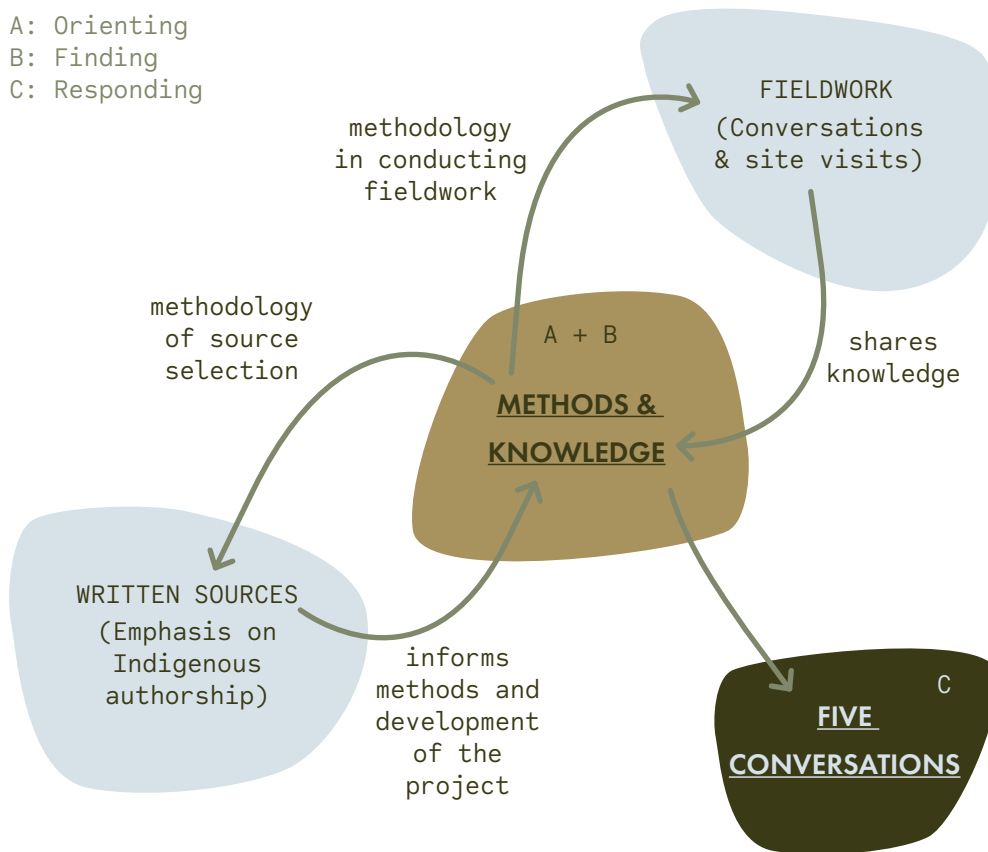 A: Orienting
B: Finding
C: Responding
FIELDWORK
(Conversations
& site visits)
methodology
in conducting
fieldwork
methodology
of source
selection
A + B
METHODS &
KNOWLEDGE
shares
knowledge
WRITTEN SOURCES
(Emphasis on
Indigenous
authorship)
informs
methods and
development
of the
project
C
FIVE
CONVERSATIONS